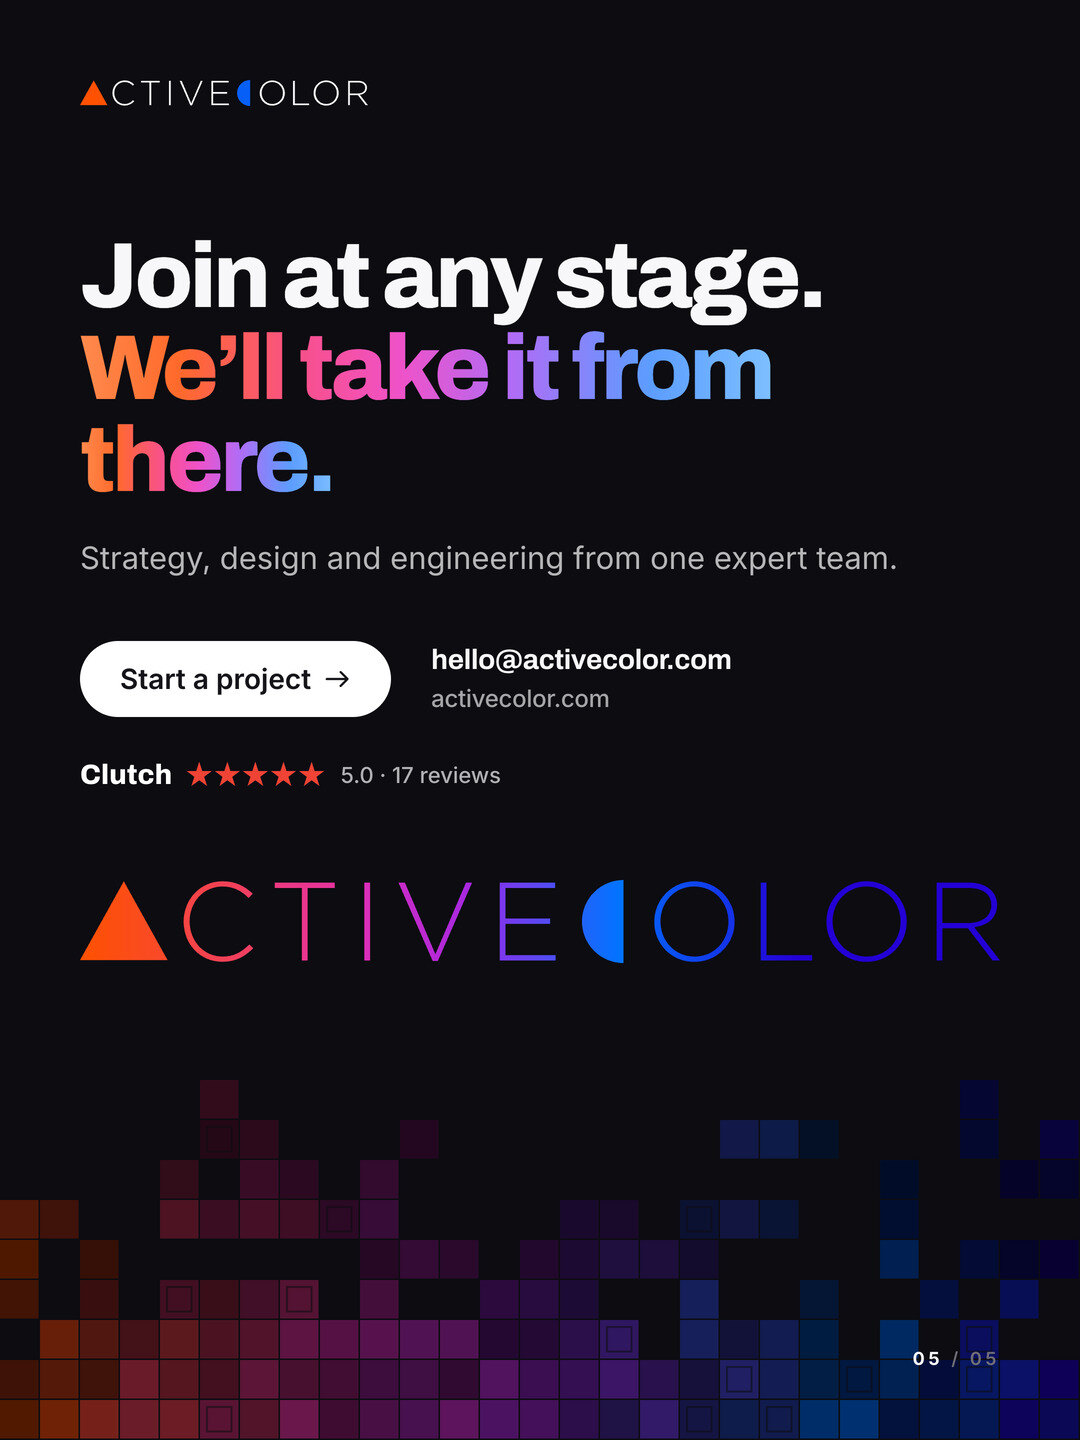 ACTIVECOLOR
Join at any stage.
We’ll take it from
there.
Strategy, design and engineering from one expert team.
Start a project →
hello@activecolor.com
activecolor.com
Clutch ★★★★★ 5.0 · 17 reviews
ACTIVECOLOR
05 / 05